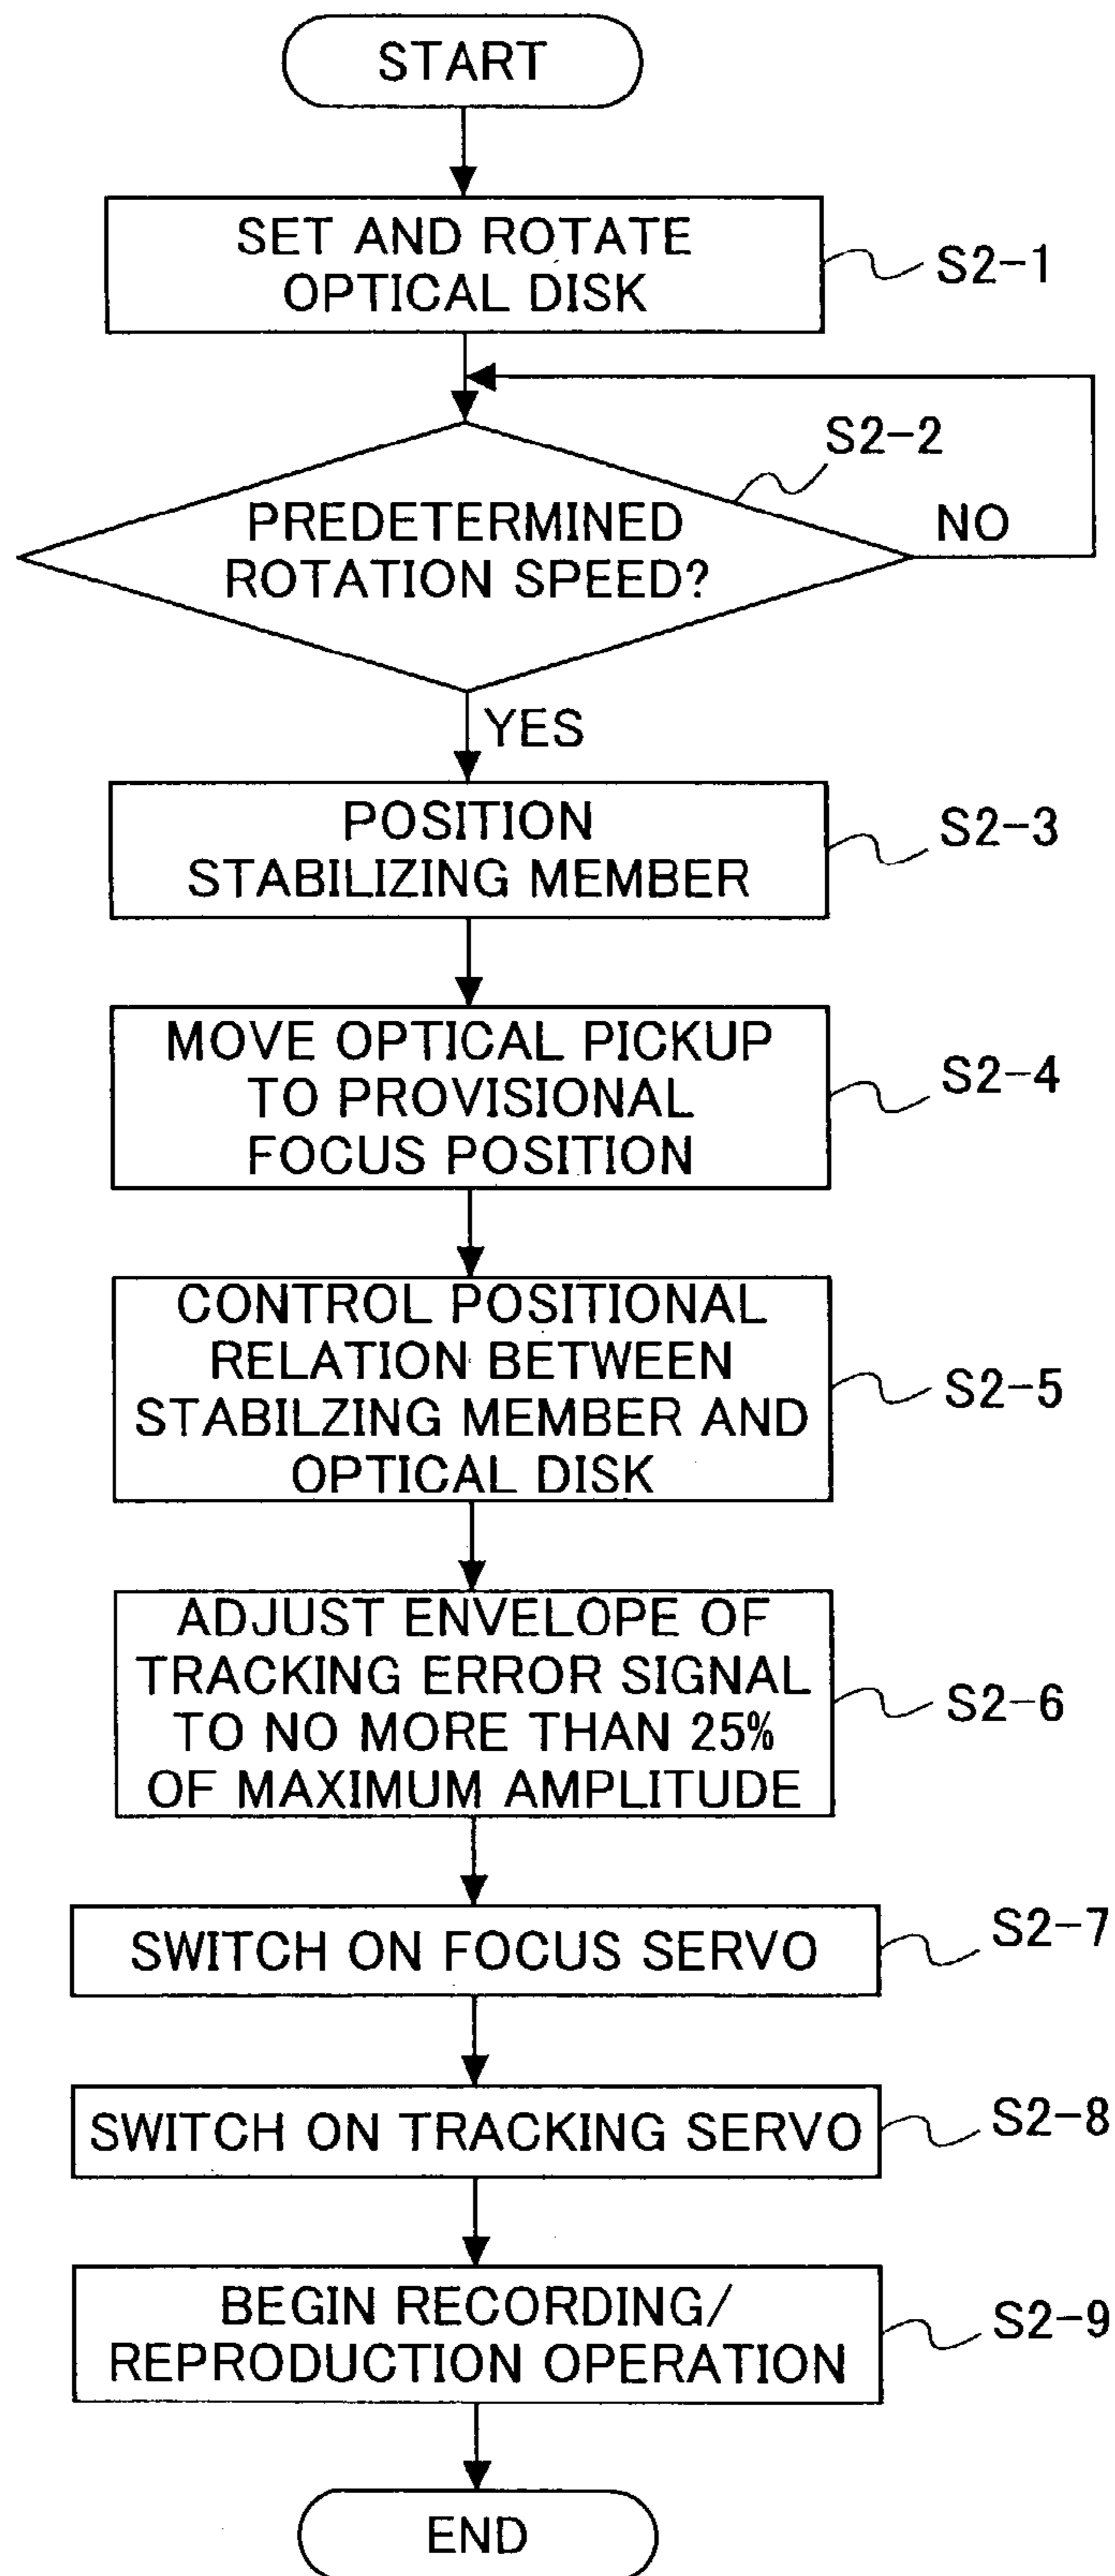 START
SET AND ROTATE
OPTICAL DISK
S2-1
S2-2
PREDETERMINED
ROTATION SPEED?
NO
YES
POSITION
STABILIZING MEMBER
S2-3
MOVE OPTICAL PICKUP
TO PROVISIONAL
FOCUS POSITION
S2-4
CONTROL POSITIONAL
RELATION BETWEEN
STABILZING MEMBER AND
OPTICAL DISK
S2-5
ADJUST ENVELOPE OF
TRACKING ERROR SIGNAL
TO NO MORE THAN 25%
OF MAXIMUM AMPLITUDE
S2-6
SWITCH ON FOCUS SERVO
S2-7
SWITCH ON TRACKING SERVO
S2-8
BEGIN RECORDING/
REPRODUCTION OPERATION
S2-9
END